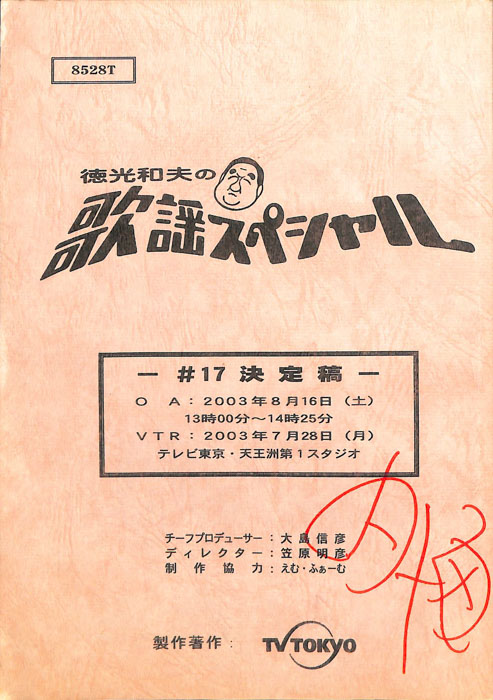 8528T
徳光和夫の
歌謡スペシャル
― #17 決定稿 ―
O A：2003年8月16日（土）
13時00分～14時25分
VTR：2003年7月28日（月）
テレビ東京・天王洲第1スタジオ
チーフプロデューサー：大島信彦
ディレクター：笠原明彦
制作協力：えむ・ふぁーむ
製作著作： TV TOKYO